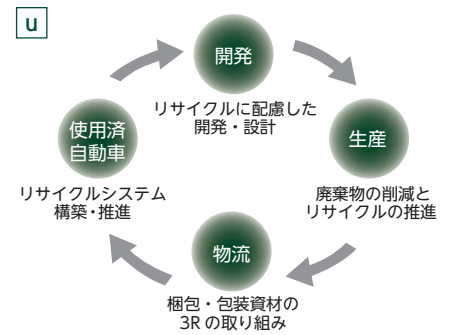 u
開発
リサイクルに配慮した
開発・設計
生産
廃棄物の削減と
リサイクルの推進
物流
梱包・包装資材の
3Rの取り組み
使用済
自動車
リサイクルシステム
構築・推進